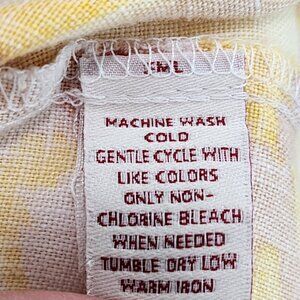 MACHINE WASH
COLD
GENTLE CYCLE WITH
LIKE COLORS
ONLY NON-
CHLORINE BLEACH
WHEN NEEDED
TUMBLE DRY LOW
WARM IRON